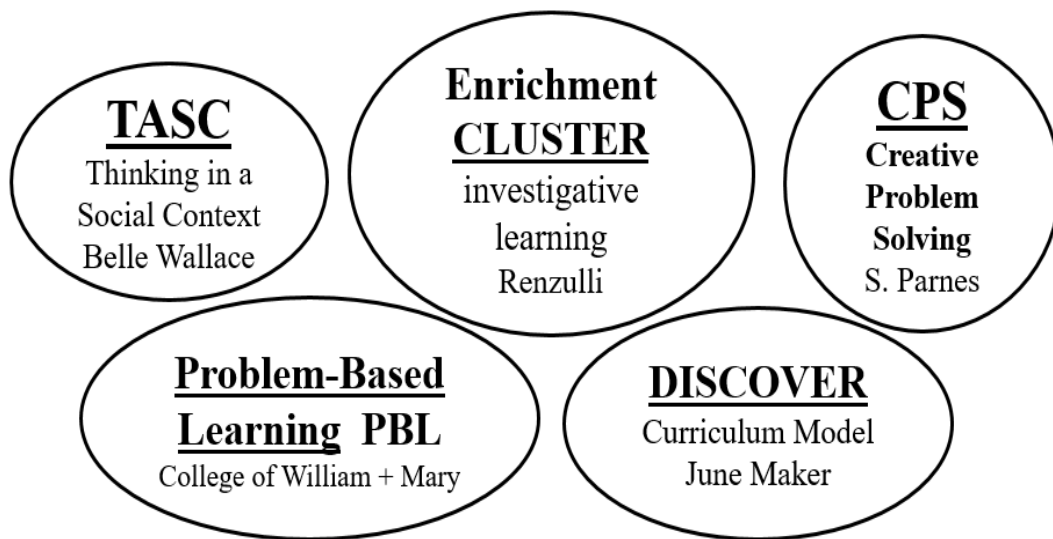 TASC
Thinking in a
Social Context
Belle Wallace
Enrichment
CLUSTER
investigative
learning
Renzulli
CPS
Creative
Problem
Solving
S. Parnes
Problem-Based
Learning PBL
College of William + Mary
DISCOVER
Curriculum Model
June Maker